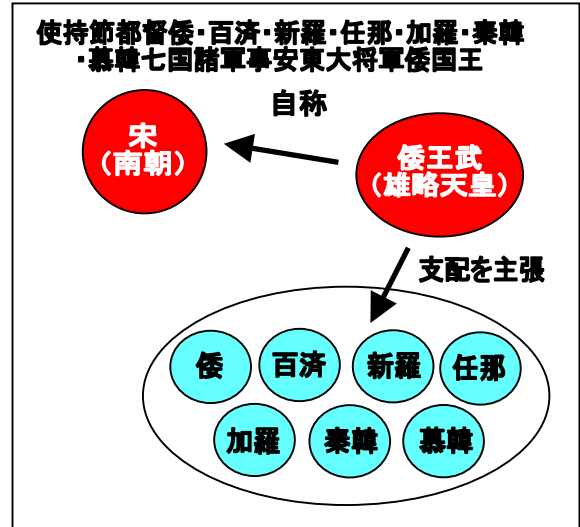 使持節都督倭・百済・新羅・任那・加羅・秦韓
・慕韓七国諸軍事安東大将軍倭国王
自称
宋
（南朝）
倭王武
（雄略天皇）
支配を主張
倭
百済
新羅
任那
加羅
秦韓
慕韓